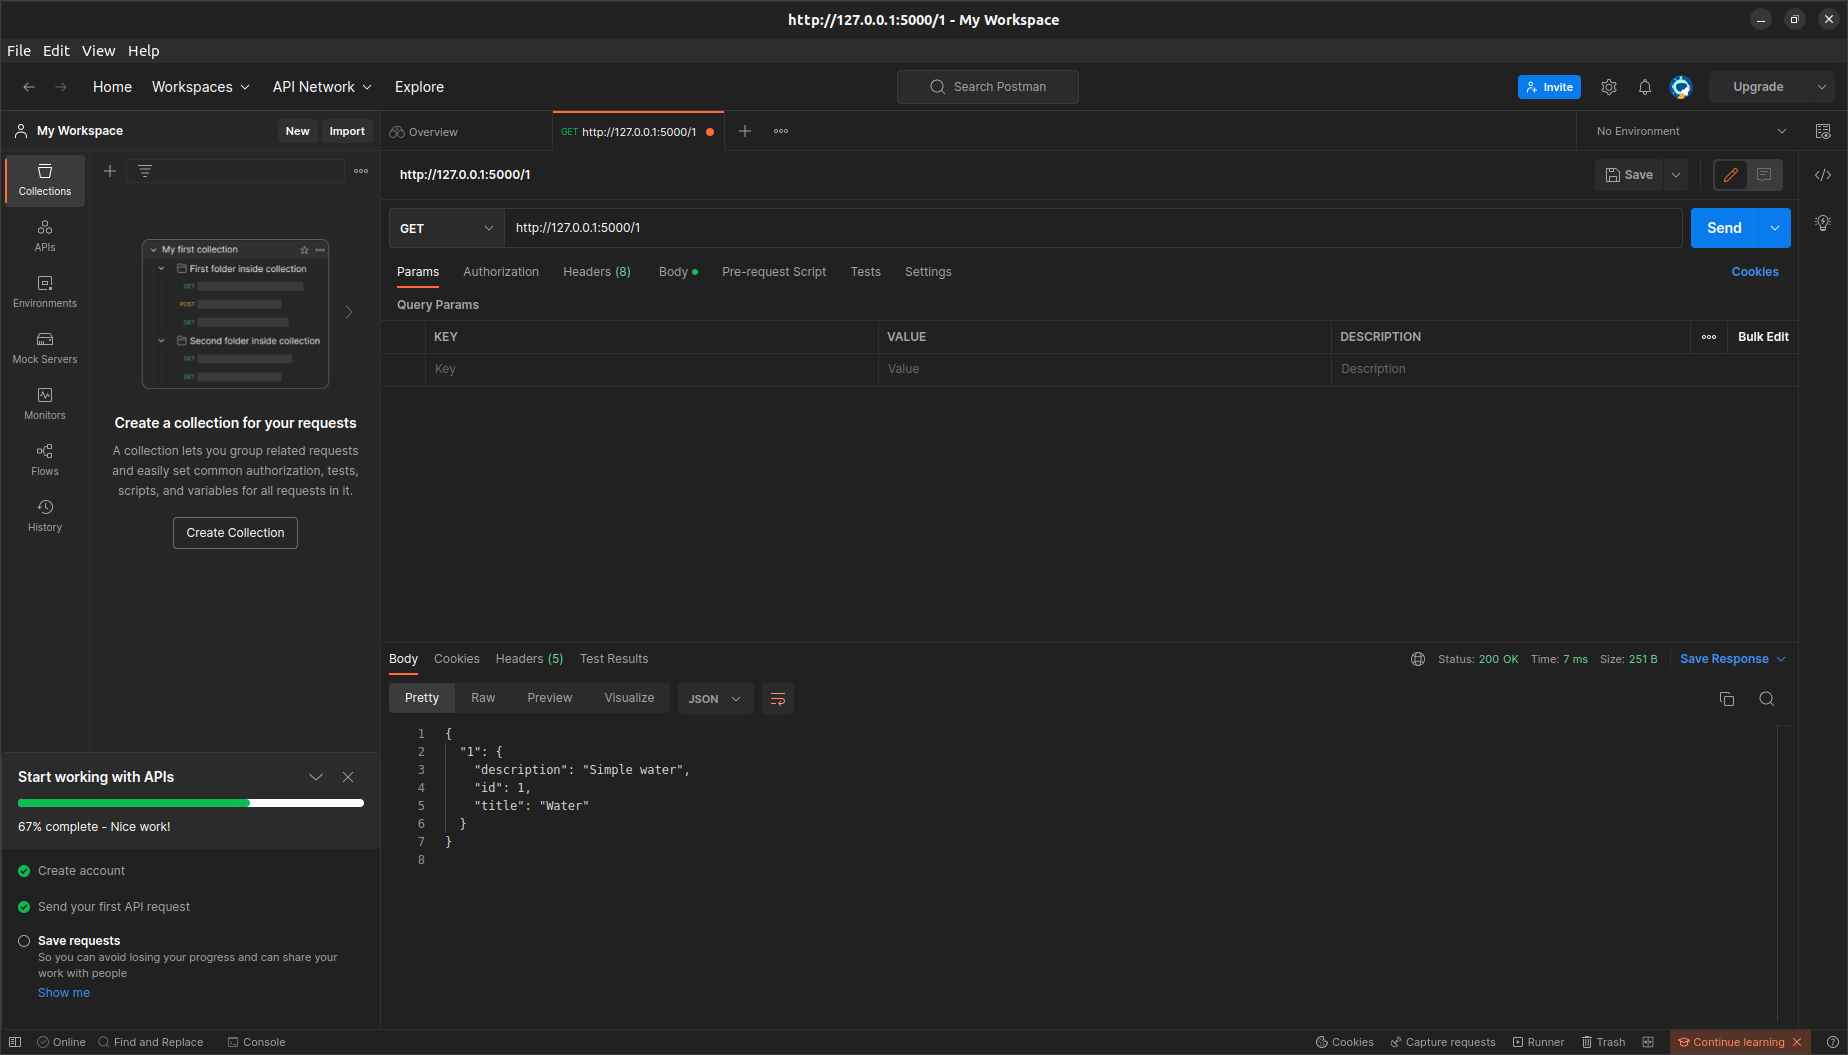 http://127.0.0.1:5000/1 - My Workspace
File Edit View Help
Home Workspaces API Network Explore
Search Postman
Invite
Upgrade
My Workspace
New Import
Overview
GET http://127.0.0.1:5000/1
No Environment
Collections
APIs
Environments
Mock Servers
Monitors
Flows
History
My first collection
First folder inside collection
GET
POST
GET
Second folder inside collection
GET
GET
Create a collection for your requests
A collection lets you group related requests
and easily set common authorization, tests,
scripts, and variables for all requests in it.
Create Collection
http://127.0.0.1:5000/1
Save
GET http://127.0.0.1:5000/1
Send
Params Authorization Headers (8) Body Pre-request Script Tests Settings
Cookies
Query Params
KEY VALUE DESCRIPTION Bulk Edit
Key Value Description
Body Cookies Headers (5) Test Results
Status: 200 OK Time: 7 ms Size: 251 B Save Response
Pretty Raw Preview Visualize JSON
1 {
2 "1": {
3 "description": "Simple water",
4 "id": 1,
5 "title": "Water"
6 }
7 }
8
Start working with APIs
67% complete - Nice work!
Create account
Send your first API request
Save requests
So you can avoid losing your progress and can share your
work with people
Show me
Online Find and Replace Console
Cookies Capture requests Runner Trash Continue learning